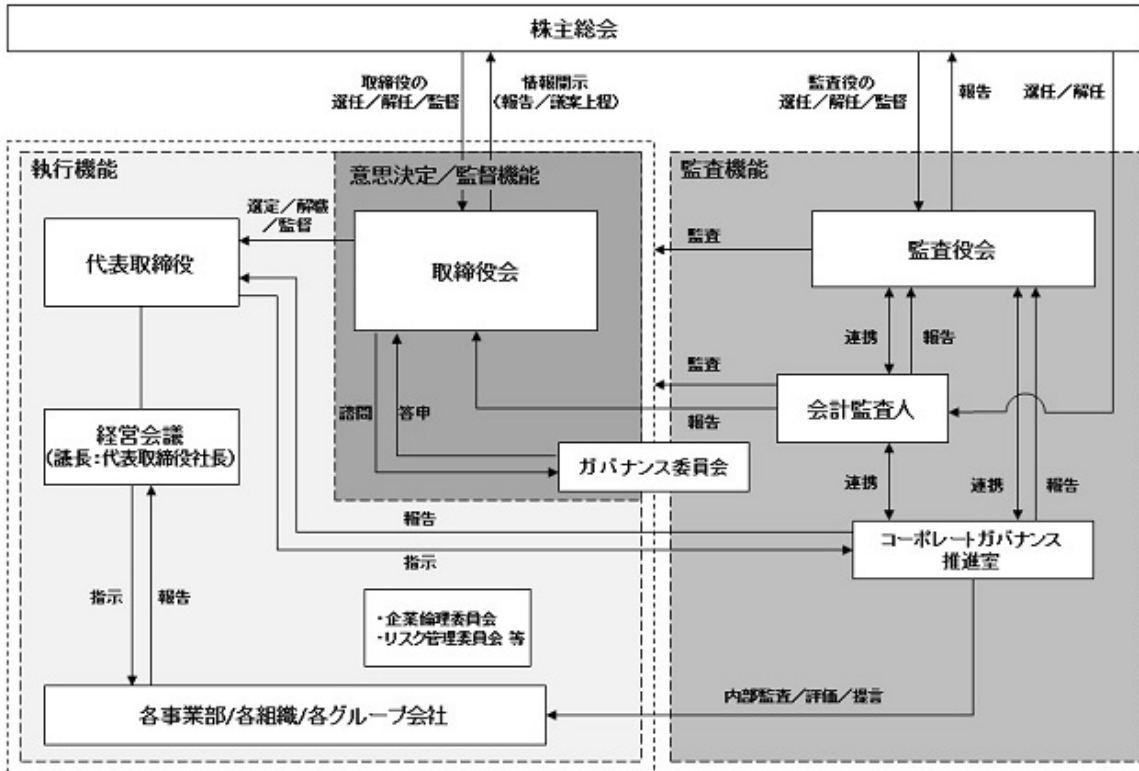 株主総会
取締役の
選任／解任／監督
情報開示
(報告／議案上程)
監査役の
選任／解任／監督
報告
選任／解任
執行機能
意思決定／監督機能
監査機能
選定／解職
／監督
代表取締役
取締役会
監査
監査役会
連携
報告
監査
会計監査人
報告
諮問
答申
経営会議
(議長：代表取締役社長)
ガバナンス委員会
連携
連携
報告
報告
指示
コーポレートガバナンス
推進室
指示
報告
・企業倫理委員会
・リスク管理委員会 等
各事業部/各組織/各グループ会社
内部監査／評価／提言